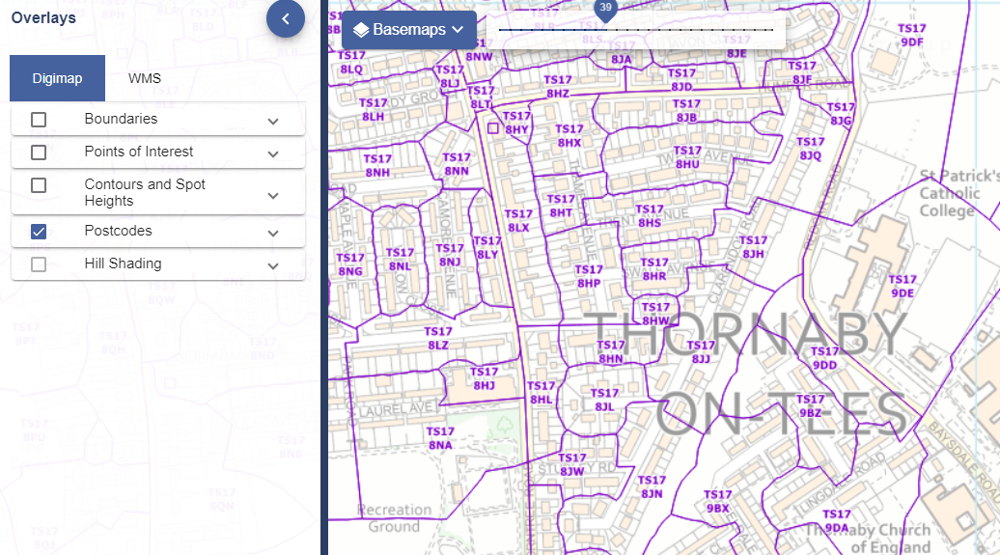 Overlays
Digimap
WMS
Boundaries
Points of Interest
Contours and Spot
Heights
Postcodes
Hill Shading
Basemaps
39
TS17
9DF
TS17
8LQ
8NW
8JA
8JE
TS17
8LJ
TS17
8HZ
TS17
8JD
TS17
8JF
TS17
8LT
TS17
8LH
TS17
8HY
TS17
8HX
TS17
8JB
TS17
8JG
TS17
8JQ
TS17
8NH
TS17
8NN
TS17
8HU
St Patrick's
Catholic
College
TS17
8LX
TS17
8HT
TS17
8HS
TS17
8NG
TS17
8NL
TS17
8NJ
TS17
8LY
TS17
8JH
TS17
8HP
TS17
8HR
TS17
9DE
TS17
8HW
THORNABY
ON-TEES
TS17
8LZ
TS17
8HN
TS17
8JJ
TS17
9DD
TS17
8HJ
TS17
8HL
TS17
8JL
TS17
9BZ
LAUREL AVE
TS17
8NA
BAYSDALE ROAD
TS17
8JW
TS17
8JN
TS17
9BX
Recreation
Ground
TS17
9DA
Thornaby Church
of England